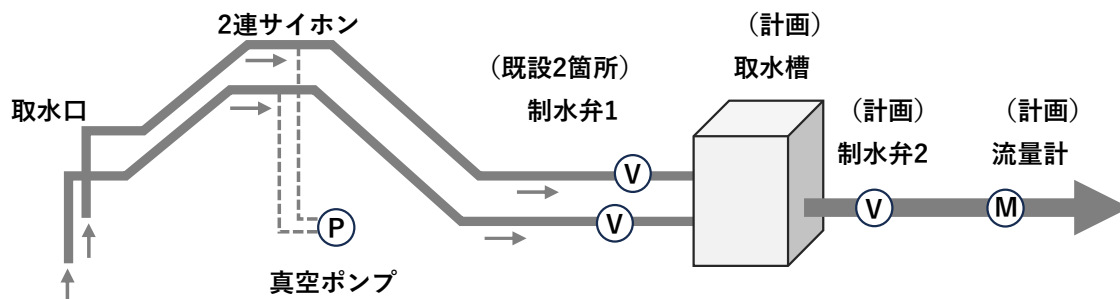 2連サイホン
取水口
（既設2箇所）
制水弁1
（計画）
取水槽
（計画）
制水弁2
（計画）
流量計
V
V
V
M
P
真空ポンプ